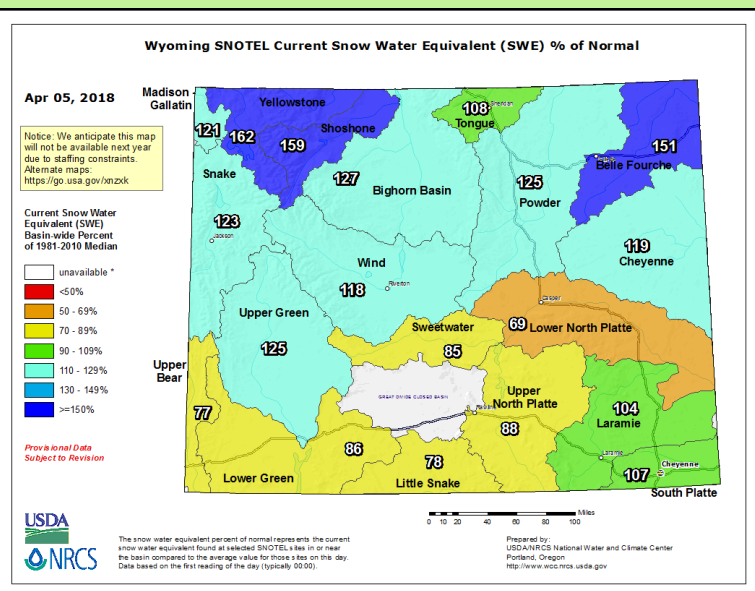 Wyoming SNOTEL Current Snow Water Equivalent (SWE) % of Normal
Apr 05, 2018
Notice: We anticipate this map
will not be available next year
due to staffing constraints.
Alternate maps:
https://go.usa.gov/xnzxk
Current Snow Water
Equivalent (SWE)
Basin-wide Percent
of 1981-2010 Median
unavailable *
<50%
50 - 69%
70 - 89%
90 - 109%
110 - 129%
130 - 149%
>=150%
Provisional Data
Subject to Revision
Madison
Gallatin
121
Yellowstone
162
159
Shoshone
108
Sheridan
Tongue
151
Belle Fourche
Snake
127
Bighorn Basin
125
Powder
123
Jackson
119
Cheyenne
Wind
118
Riverton
Casper
Upper Green
125
Sweetwater
85
69
Lower North Platte
Upper
Bear
77
GREAT DIVIDE CLOSED BASIN
Upper
North Platte
88
104
Laramie
86
Lower Green
78
Little Snake
Laramie
107
Cheyenne
South Platte
Miles
0 10 20 40 60 80 100
USDA
NRCS
The snow water equivalent percent of normal represents the current
snow water equivalent found at selected SNOTEL sites in or near
the basin compared to the average value for those sites on this day.
Data based on the first reading of the day (typically 00:00).
Prepared by:
USDA/NRCS National Water and Climate Center
Portland, Oregon
http://www.wcc.nrcs.usda.gov